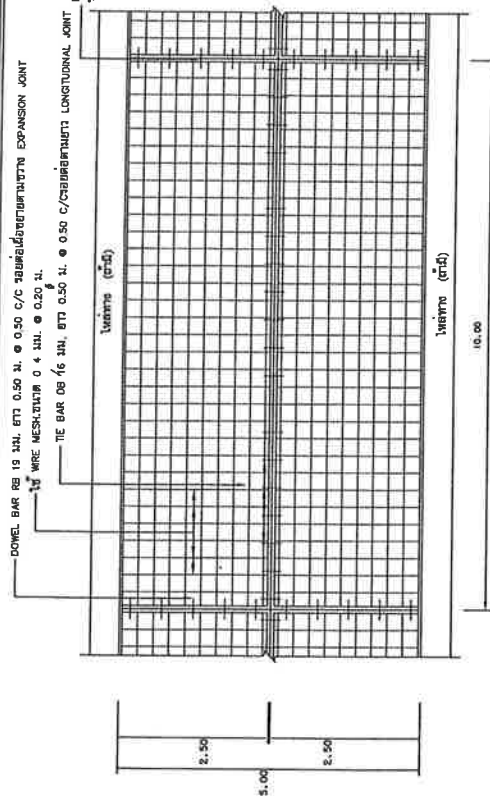 DOWEL BAR RB 19 มม. ยาว 0.50 ม. @ 0.50 C/C รอยต่อเผื่อขยายตามขวาง EXPANSION JOINT
ใช้ WIRE MESH.ขนาด 0 4 มม. @ 0.20 ม.
TIE BAR DB 16 มม. ยาว 0.50 ม. @ 0.50 C/Cรอยต่อตามยาว LONGITUDINAL JOINT
ไหล่ทาง (ถ้ามี)
ไหล่ทาง (ถ้ามี)
10.00
2.50
5.00
2.50